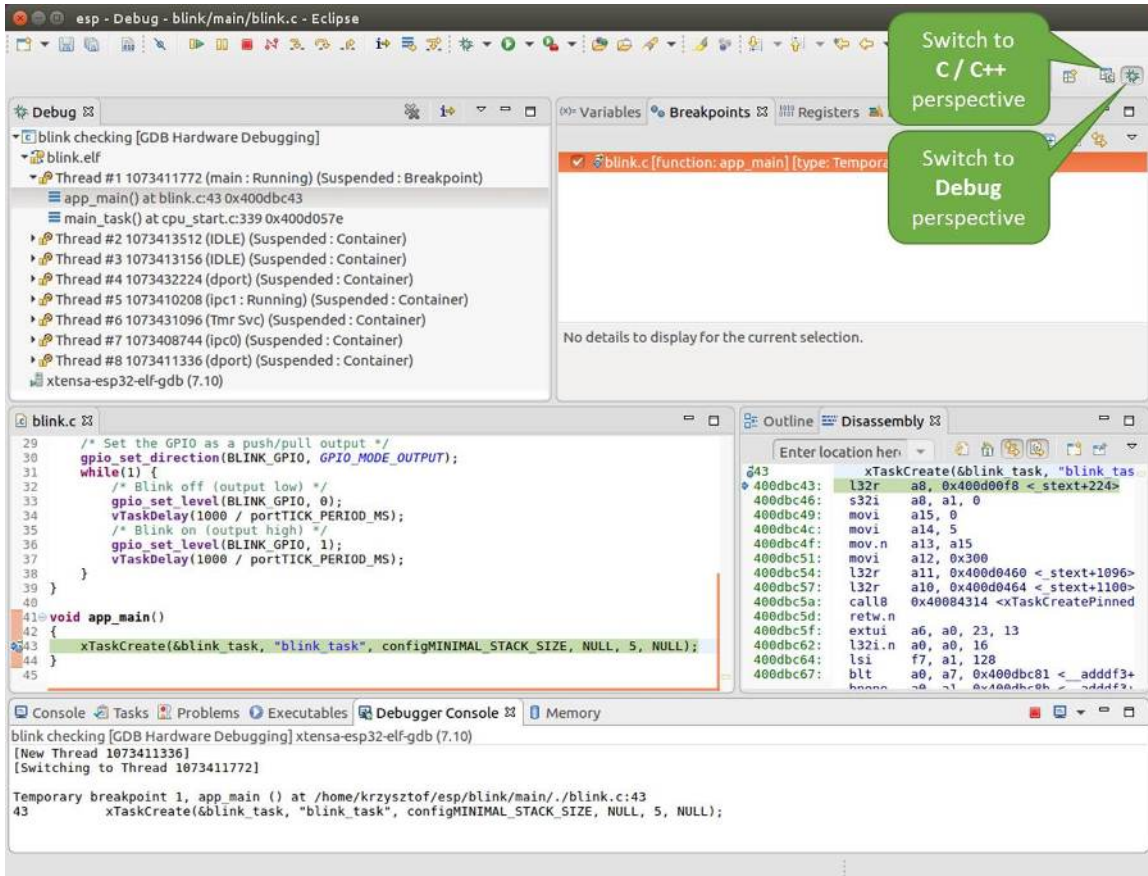 esp - Debug - blink/main/blink.c - Eclipse
Switch to
C / C++
perspective
Debug
Variables Breakpoints Registers
blink checking [GDB Hardware Debugging]
blink.elf
Thread #1 1073411772 (main : Running) (Suspended : Breakpoint)
app_main() at blink.c:43 0x400dbc43
main_task() at cpu_start.c:339 0x400d057e
Thread #2 1073413512 (IDLE) (Suspended : Container)
Thread #3 1073413156 (IDLE) (Suspended : Container)
Thread #4 1073432224 (dport) (Suspended : Container)
Thread #5 1073410208 (ipc1 : Running) (Suspended : Container)
Thread #6 1073431096 (Tmr Svc) (Suspended : Container)
Thread #7 1073408744 (ipc0) (Suspended : Container)
Thread #8 1073411336 (dport) (Suspended : Container)
xtensa-esp32-elf-gdb (7.10)
blink.c [function: app_main] [type: Tempora
Switch to
Debug
perspective
No details to display for the current selection.
blink.c
29 /* Set the GPIO as a push/pull output */
30 gpio_set_direction(BLINK_GPIO, GPIO_MODE_OUTPUT);
31 while(1) {
32 /* Blink off (output low) */
33 gpio_set_level(BLINK_GPIO, 0);
34 vTaskDelay(1000 / portTICK_PERIOD_MS);
35 /* Blink on (output high) */
36 gpio_set_level(BLINK_GPIO, 1);
37 vTaskDelay(1000 / portTICK_PERIOD_MS);
38 }
39 }
40
41 void app_main()
42 {
43 xTaskCreate(&blink_task, "blink_task", configMINIMAL_STACK_SIZE, NULL, 5, NULL);
44 }
45
Outline Disassembly
Enter location her
43 xTaskCreate(&blink_task, "blink_tas
400dbc43: l32r a8, 0x400d00f8 <_stext+224>
400dbc46: s32i a8, a1, 0
400dbc49: movi a15, 0
400dbc4c: movi a14, 5
400dbc4f: mov.n a13, a15
400dbc51: movi a12, 0x300
400dbc54: l32r a11, 0x400d0460 <_stext+1096>
400dbc57: l32r a10, 0x400d0464 <_stext+1100>
400dbc5a: call8 0x40084314 <xTaskCreatePinned
400dbc5d: retw.n
400dbc5f: extui a6, a0, 23, 13
400dbc62: l32i.n a0, a0, 16
400dbc64: lsi f7, a1, 128
400dbc67: blt a0, a7, 0x400dbc81 <__adddf3+
Console Tasks Problems Executables Debugger Console Memory
blink checking [GDB Hardware Debugging] xtensa-esp32-elf-gdb (7.10)
[New Thread 1073411336]
[Switching to Thread 1073411772]
Temporary breakpoint 1, app_main () at /home/krzysztof/esp/blink/main/./blink.c:43
43 xTaskCreate(&blink_task, "blink_task", configMINIMAL_STACK_SIZE, NULL, 5, NULL);